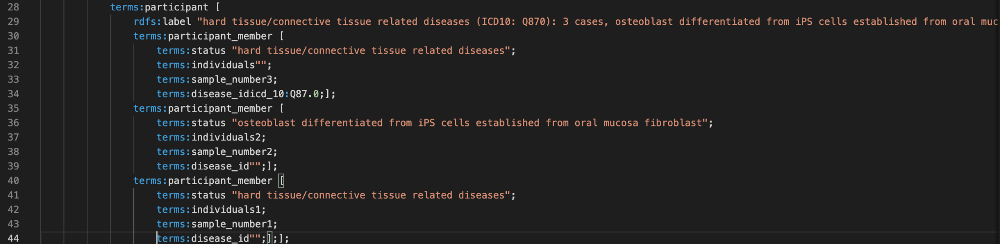 28 terms:participant [
29 rdfs:label "hard tissue/connective tissue related diseases (ICD10: Q870): 3 cases, osteoblast differentiated from iPS cells established from oral muc
30 terms:participant_member [
31 terms:status "hard tissue/connective tissue related diseases";
32 terms:individuals"";
33 terms:sample_number3;
34 terms:disease_idicd_10:Q87.0;];
35 terms:participant_member [
36 terms:status "osteoblast differentiated from iPS cells established from oral mucosa fibroblast";
37 terms:individuals2;
38 terms:sample_number2;
39 terms:disease_id"";];
40 terms:participant_member [
41 terms:status "hard tissue/connective tissue related diseases";
42 terms:individuals1;
43 terms:sample_number1;
44 terms:disease_id"";];];